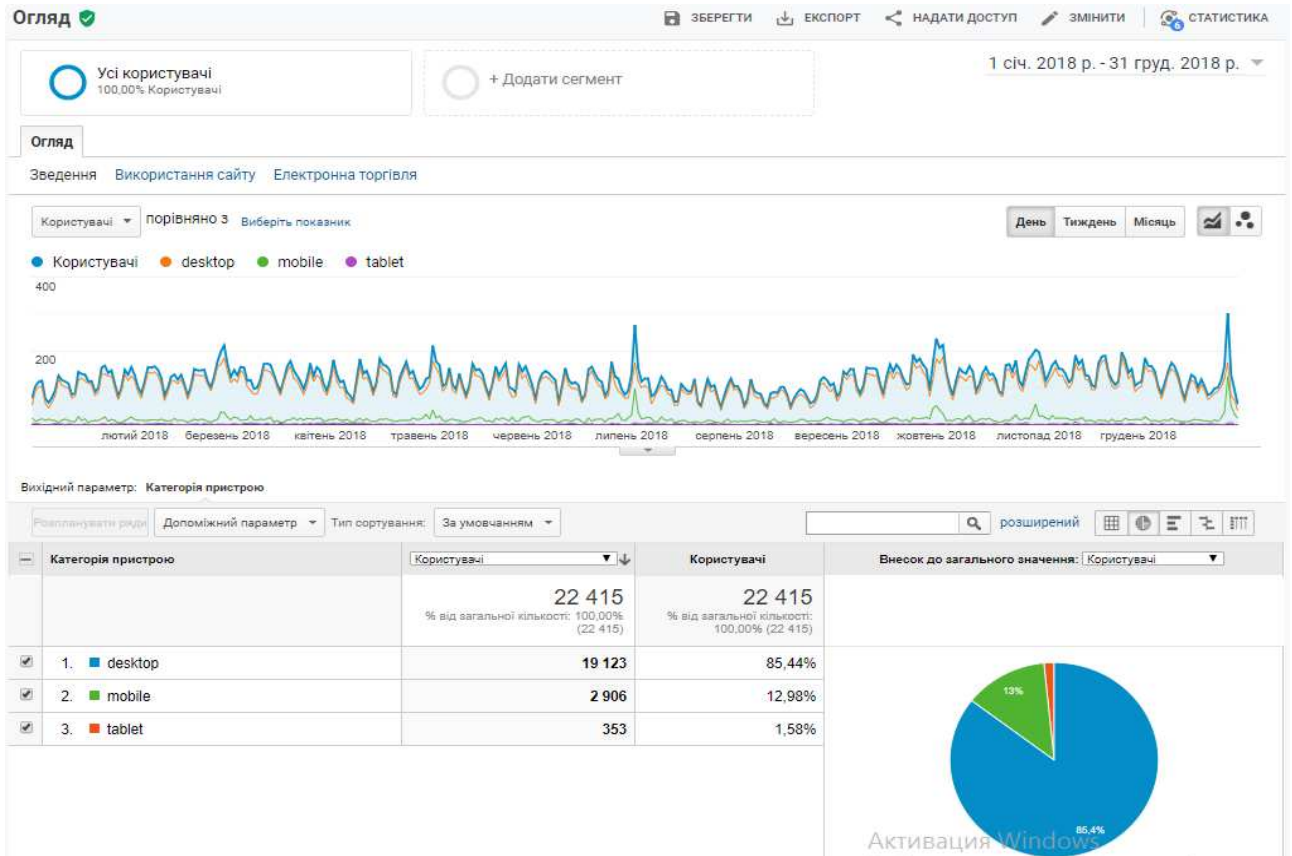 Огляд
ЗБЕРЕГТИ ЕКСПОРТ НАДАТИ ДОСТУП ЗМІНИТИ 6 СТАТИСТИКА
Усі користувачі
100,00% Користувачі
+ Додати сегмент
1 січ. 2018 р. - 31 груд. 2018 р.
Огляд
Зведення Використання сайту Електронна торгівля
Користувачі порівняно з Виберіть показник
День Тиждень Місяць
Користувачі desktop mobile tablet
400
200
лютий 2018 березень 2018 квітень 2018 травень 2018 червень 2018 липень 2018 серпень 2018 вересень 2018 жовтень 2018 листопад 2018 грудень 2018
Вихідний параметр: Категорія пристрою
Розпланувати ряди Допоміжний параметр Тип сортування: За умовчанням розширений
Категорія пристрою Користувачі Користувачі Внесок до загального значення: Користувачі
22 415 22 415
% від загальної кількості: 100,00% % від загальної кількості:
(22 415) 100,00% (22 415)
1. desktop 19 123 85,44%
2. mobile 2 906 12,98%
3. tablet 353 1,58%
13%
85,4%
Активация Windows